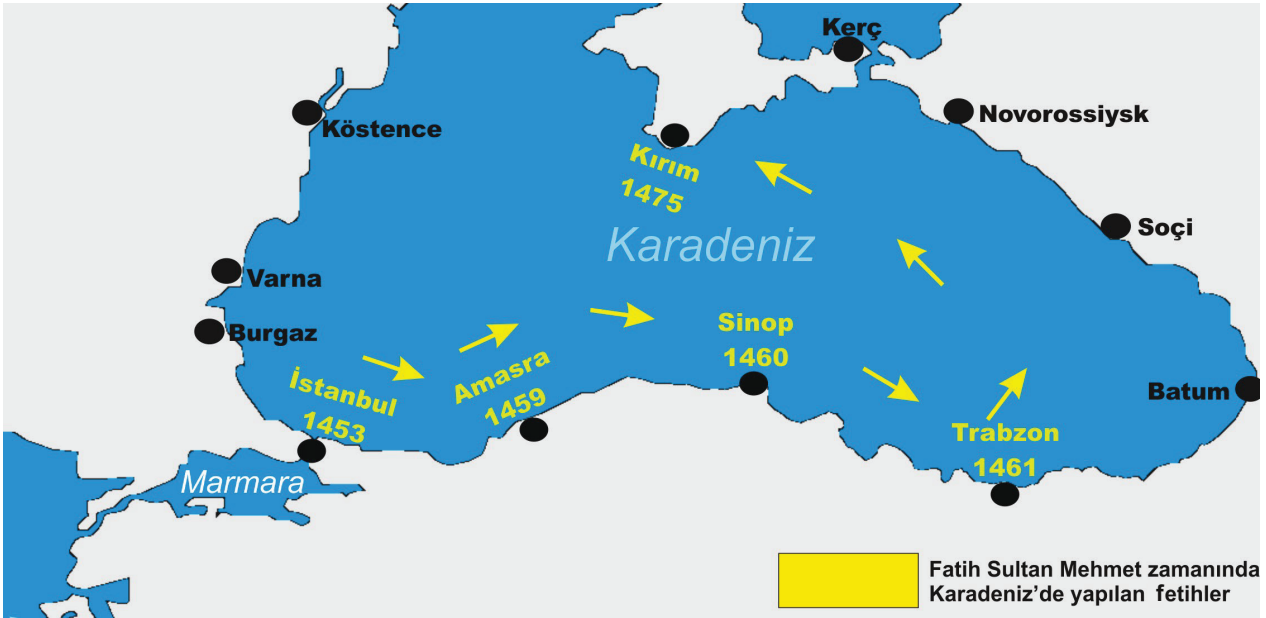 Kerç
Köstence
Novorossiysk
Kırım
1475
Soçi
Karadeniz
Varna
Burgaz
Sinop
1460
İstanbul
1453
Amasra
1459
Batum
Trabzon
1461
Marmara
Fatih Sultan Mehmet zamanında
Karadeniz’de yapılan fetihler